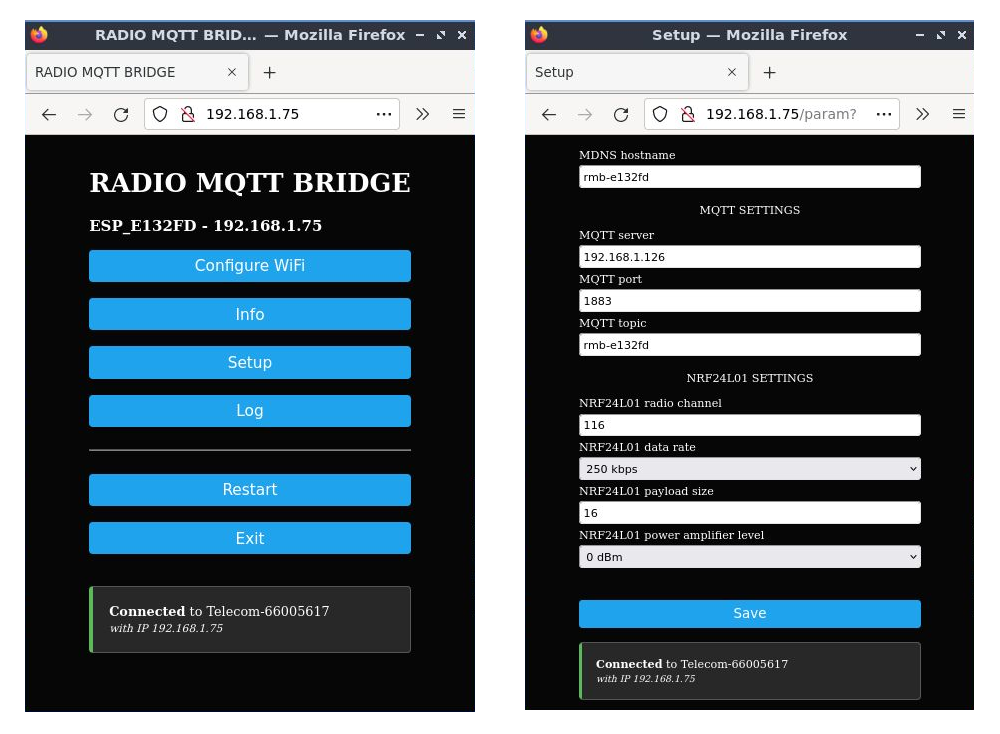 RADIO MQTT BRID... — Mozilla Firefox
RADIO MQTT BRIDGE
192.168.1.75
RADIO MQTT BRIDGE
ESP_E132FD - 192.168.1.75
Configure WiFi
Info
Setup
Log
Restart
Exit
Connected to Telecom-66005617
with IP 192.168.1.75
Setup — Mozilla Firefox
Setup
192.168.1.75/param?
MDNS hostname
rmb-e132fd
MQTT SETTINGS
MQTT server
192.168.1.126
MQTT port
1883
MQTT topic
rmb-e132fd
NRF24L01 SETTINGS
NRF24L01 radio channel
116
NRF24L01 data rate
250 kbps
NRF24L01 payload size
16
NRF24L01 power amplifier level
0 dBm
Save
Connected to Telecom-66005617
with IP 192.168.1.75